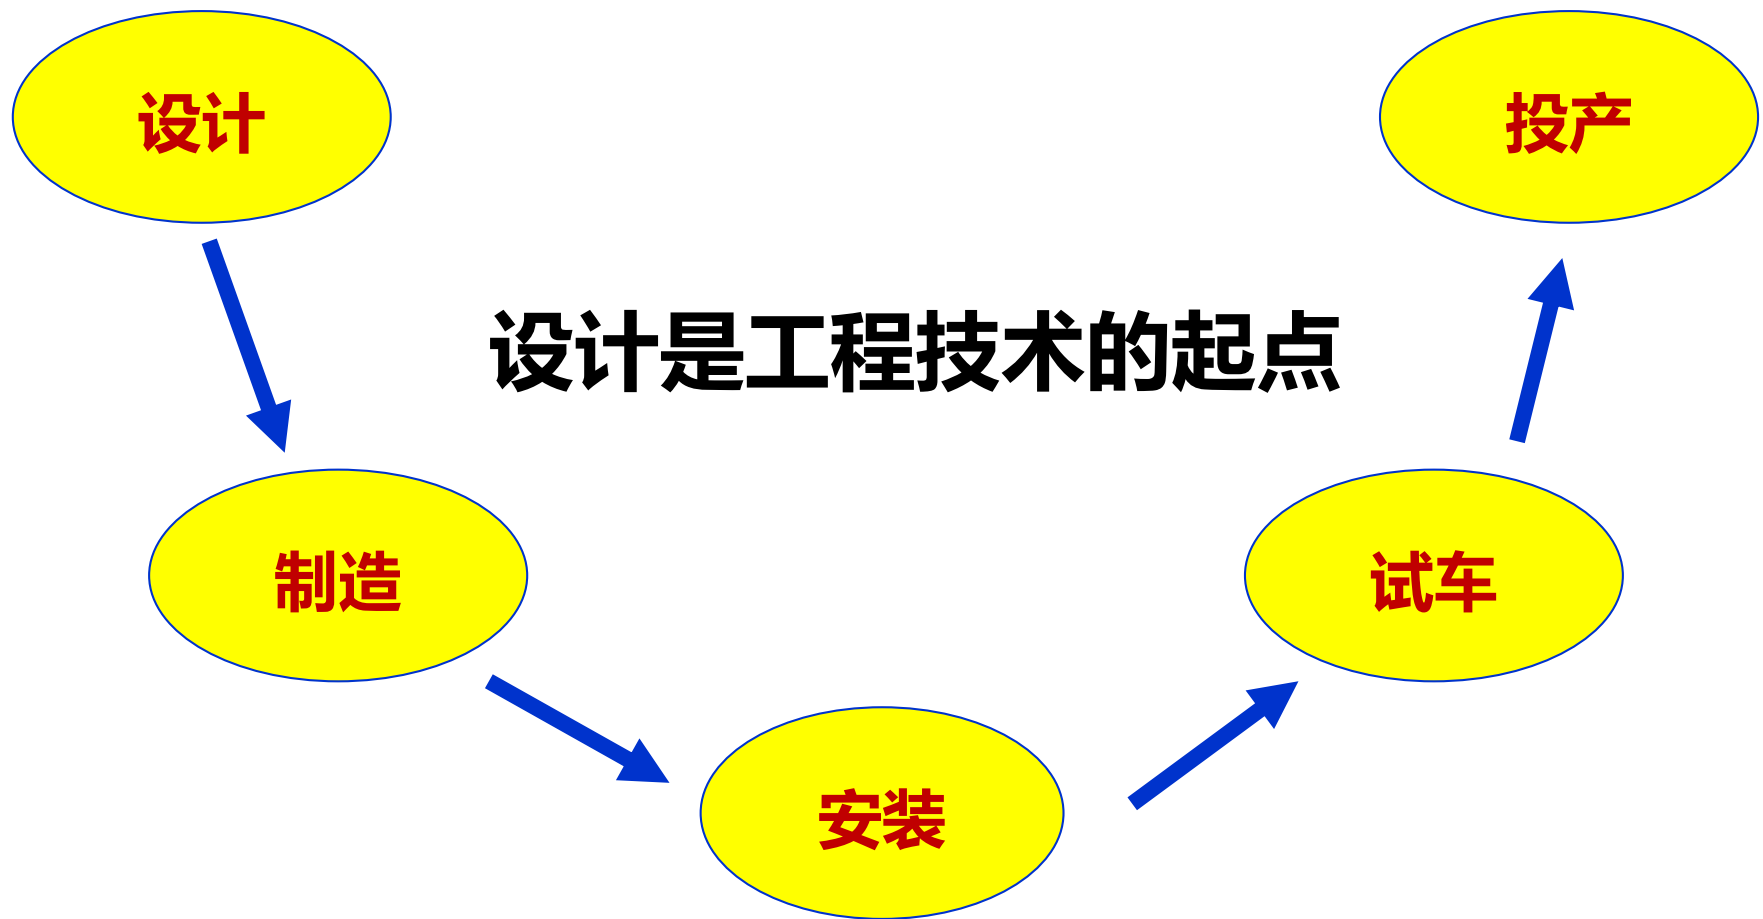 设计
投产
设计是工程技术的起点
制造
试车
安装